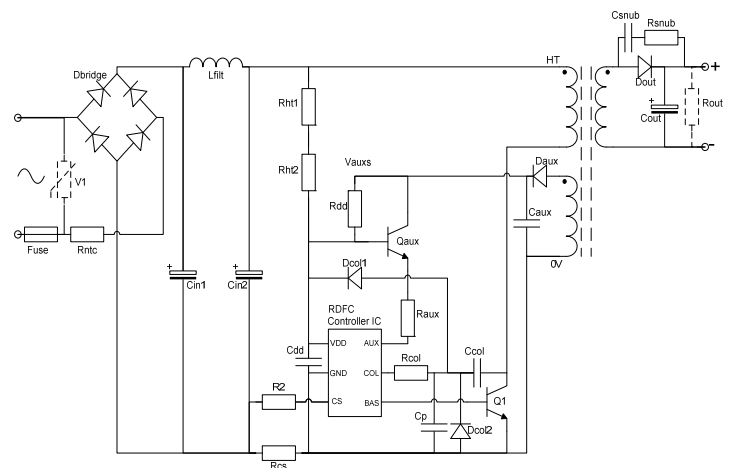 Csnub
Rsnub
HT
+
Dbridge
Lfilt
Dout
+
Cout
Rout
Rht1
-
V1
Rht2
Vauxs
Daux
Rdd
Caux
Qaux
Fuse
Rntc
+
Cin1
+
Cin2
Dcol1
0V
RDFC
Controller IC
Raux
Cdd
VDD
AUX
Rcol
Ccol
GND
COL
R2
CS
BAS
Q1
Cp
Dcol2
Rcs